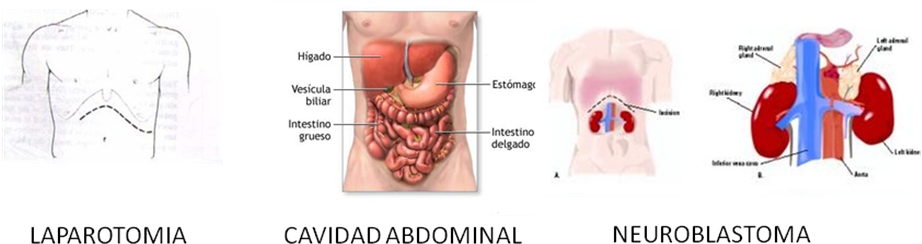 Hígado
Vesícula
biliar
Intestino
grueso
Estómago
Intestino
delgado
Incision
A.
Right adrenal
gland
Left adrenal
gland
Right kidney
Left kidney
Inferior vena cava
Aorta
B.
LAPAROTOMIA
CAVIDAD ABDOMINAL
NEUROBLASTOMA